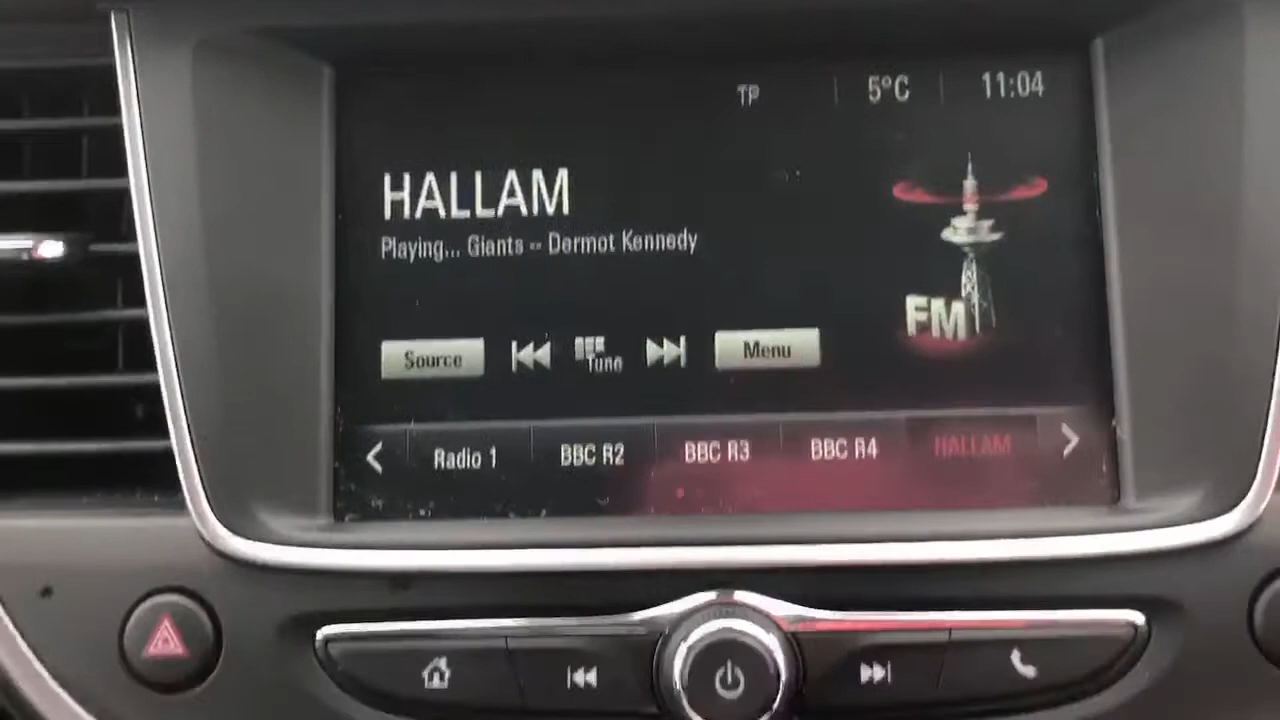 TP 5°C 11:04
HALLAM
Playing... Giants -- Dermot Kennedy
FM
Source Tune Menu
Radio 1 BBC R2 BBC R3 BBC R4 HALLAM